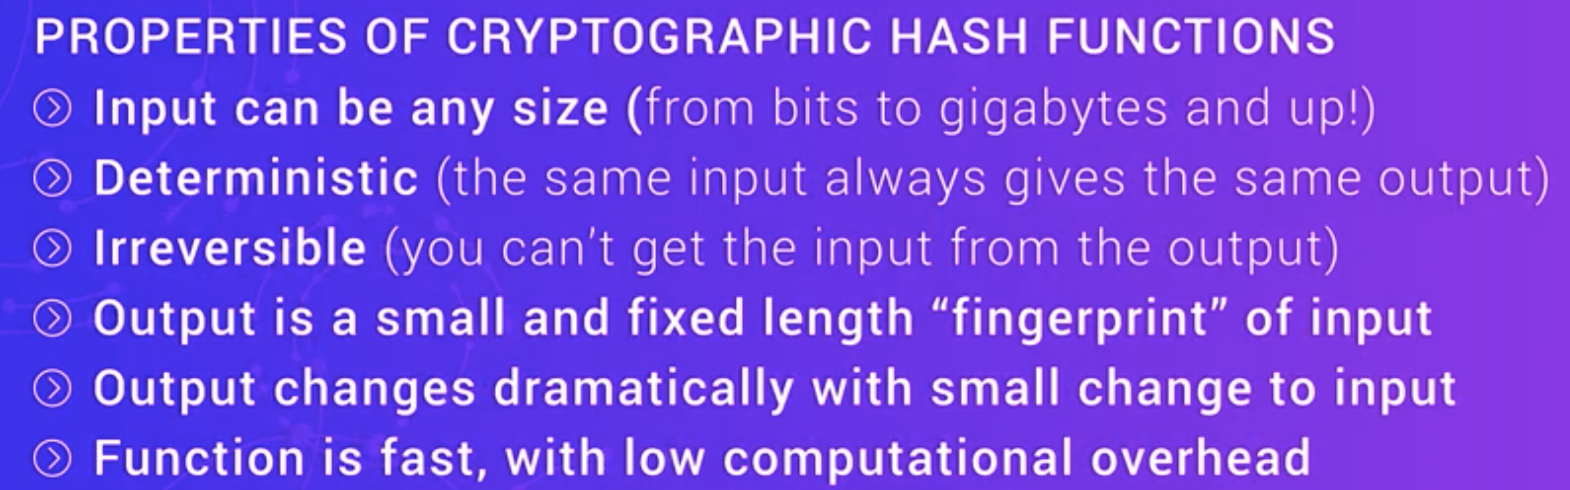 PROPERTIES OF CRYPTOGRAPHIC HASH FUNCTIONS
Input can be any size (from bits to gigabytes and up!)
Deterministic (the same input always gives the same output)
Irreversible (you can't get the input from the output)
Output is a small and fixed length “fingerprint” of input
Output changes dramatically with small change to input
Function is fast, with low computational overhead